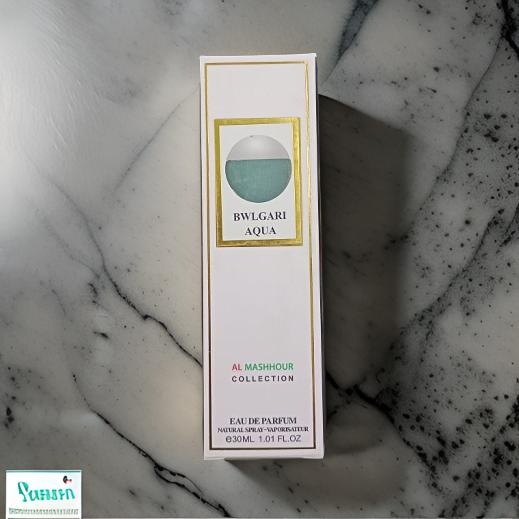 BWLGARI
AQUA
AL MASHHOUR
COLLECTION
EAU DE PARFUM
NATURAL SPRAY-VAPORISATEUR
e30ML 1.01 FL.OZ